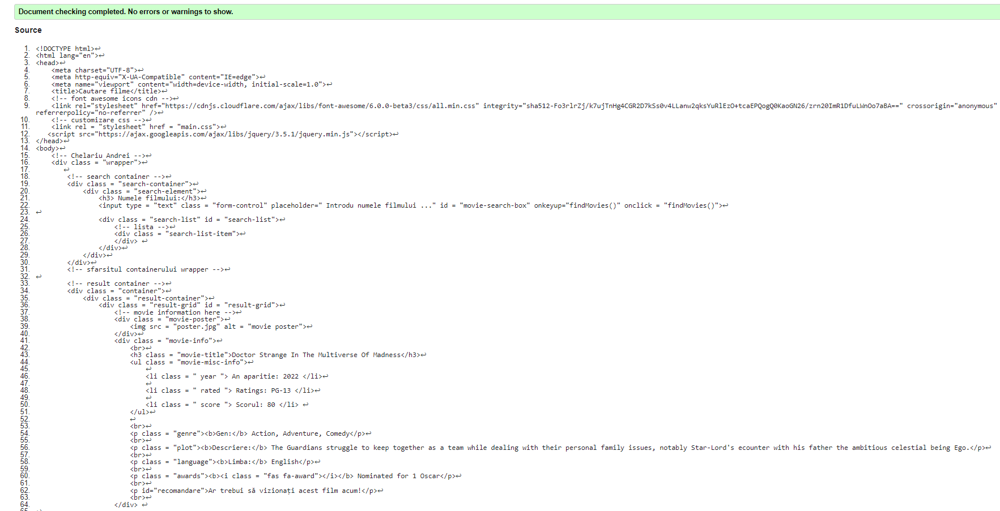 Document checking completed. No errors or warnings to show.
Source
1. <!DOCTYPE html>↩
2. <html lang="en">↩
3. <head>↩
4.     <meta charset="UTF-8">↩
5.     <meta http-equiv="X-UA-Compatible" content="IE=edge">↩
6.     <meta name="viewport" content="width=device-width, initial-scale=1.0">↩
7.     <title>Cautare filme</title>↩
8.     <!-- font awesome icons cdn -->↩
9.     <link rel="stylesheet" href="https://cdnjs.cloudflare.com/ajax/libs/font-awesome/6.0.0-beta3/css/all.min.css" integrity="sha512-Fo3rlrZj/k7ujTnHg4CGR2D7kSs0v4LLanw2qksYuRlEzO+tcaEPQogQ0KaoGN26/zrn20ImR1DfuLWnOo7aBA==" crossorigin="anonymous"
referrerpolicy="no-referrer" />↩
10.     <!-- customizare css -->↩
11.     <link rel = "stylesheet" href = "main.css">↩
12.    <script src="https://ajax.googleapis.com/ajax/libs/jquery/3.5.1/jquery.min.js"></script>↩
13. </head>↩
14. <body>↩
15.     <!-- Chelariu Andrei -->↩
16.     <div class = "wrapper">↩
17.        ↩
18.         <!-- search container -->↩
19.         <div class = "search-container">↩
20.             <div class = "search-element">↩
21.                 <h3> Numele filmului:</h3>↩
22.                 <input type = "text" class = "form-control" placeholder=" Introdu numele filmului ..." id = "movie-search-box" onkeyup="findMovies()" onclick = "findMovies()">↩
23. ↩
24.                 <div class = "search-list" id = "search-list">↩
25.                     <!-- lista -->↩
26.                     <div class = "search-list-item">↩
27.                     </div> ↩
28.                 </div>↩
29.             </div>↩
30.         </div>↩
31.         <!-- sfarsitul containerului wrapper -->↩
32. ↩
33.         <!-- result container -->↩
34.         <div class = "container">↩
35.             <div class = "result-container">↩
36.                 <div class = "result-grid" id = "result-grid">↩
37.                     <!-- movie information here -->↩
38.                     <div class = "movie-poster">↩
39.                         <img src = "poster.jpg" alt = "movie poster">↩
40.                     </div>↩
41.                     <div class = "movie-info">↩
42.                         <br>↩
43.                         <h3 class = "movie-title">Doctor Strange In The Multiverse Of Madness</h3>↩
44.                         <ul class = "movie-misc-info">↩
45.                             ↩
46.                             <li class = " year "> An aparitie: 2022 </li>↩
47.                             ↩
48.                             <li class = " rated "> Ratings: PG-13 </li>↩
49.                             ↩
50.                             <li class = " score "> Scorul: 80 </li> ↩
51.                         </ul>↩
52.                         ↩
53.                         <br>↩
54.                         <p class = "genre"><b>Gen:</b> Action, Adventure, Comedy</p>↩
55.                         <br>↩
56.                         <p class = "plot"><b>Descriere:</b> The Guardians struggle to keep together as a team while dealing with their personal family issues, notably Star-Lord's ecounter with his father the ambitious celestial being Ego.</p>↩
57.                         <br>↩
58.                         <p class = "language"><b>Limba:</b> English</p>↩
59.                         <br>↩
60.                         <p class = "awards"><b><i class = "fas fa-award"></i></b> Nominated for 1 Oscar</p>↩
61.                         <br>↩
62.                         <p id="recomandare">Ar trebui să vizionați acest film acum!</p>↩
63.                         <br>↩
64.                     </div> ↩
65. ↩